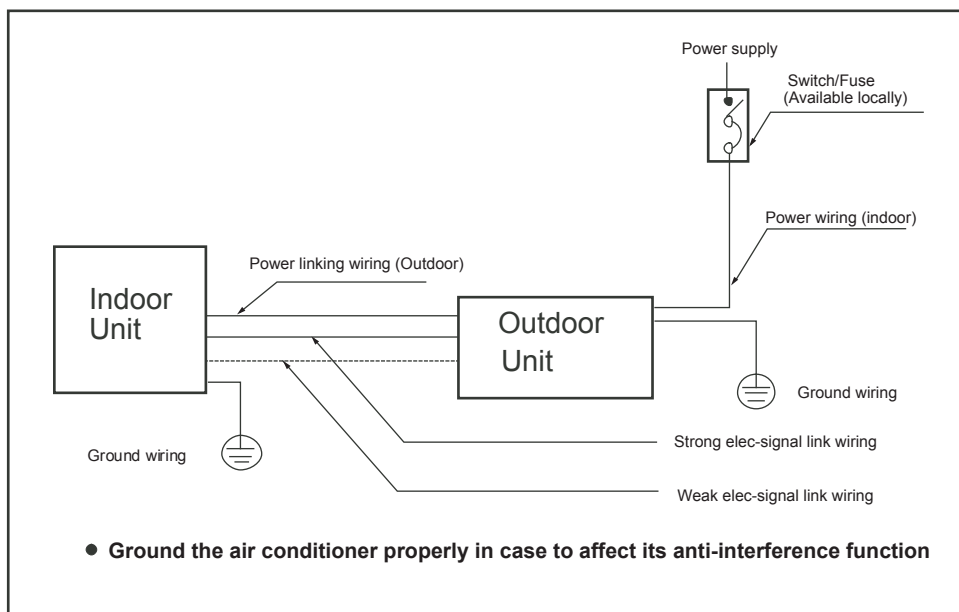 Power supply
Switch/Fuse
(Available locally)
Power wiring (indoor)
Power linking wiring (Outdoor)
Indoor
Unit
Outdoor
Unit
Ground wiring
Ground wiring
Strong elec-signal link wiring
Weak elec-signal link wiring
● Ground the air conditioner properly in case to affect its anti-interference function